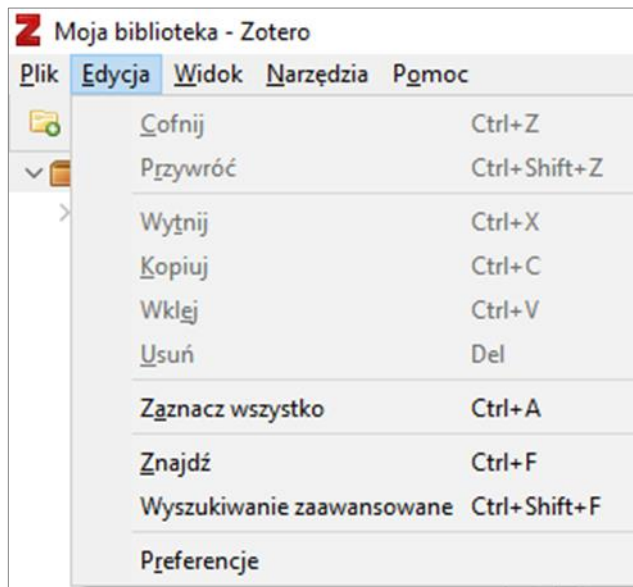 Z Moja biblioteka - Zotero
Plik Edycja Widok Narzędzia Pomoc
Cofnij Ctrl+Z
Przywróć Ctrl+Shift+Z
Wytnij Ctrl+X
Kopiuj Ctrl+C
Wklej Ctrl+V
Usuń Del
Zaznacz wszystko Ctrl+A
Znajdź Ctrl+F
Wyszukiwanie zaawansowane Ctrl+Shift+F
Preferencje